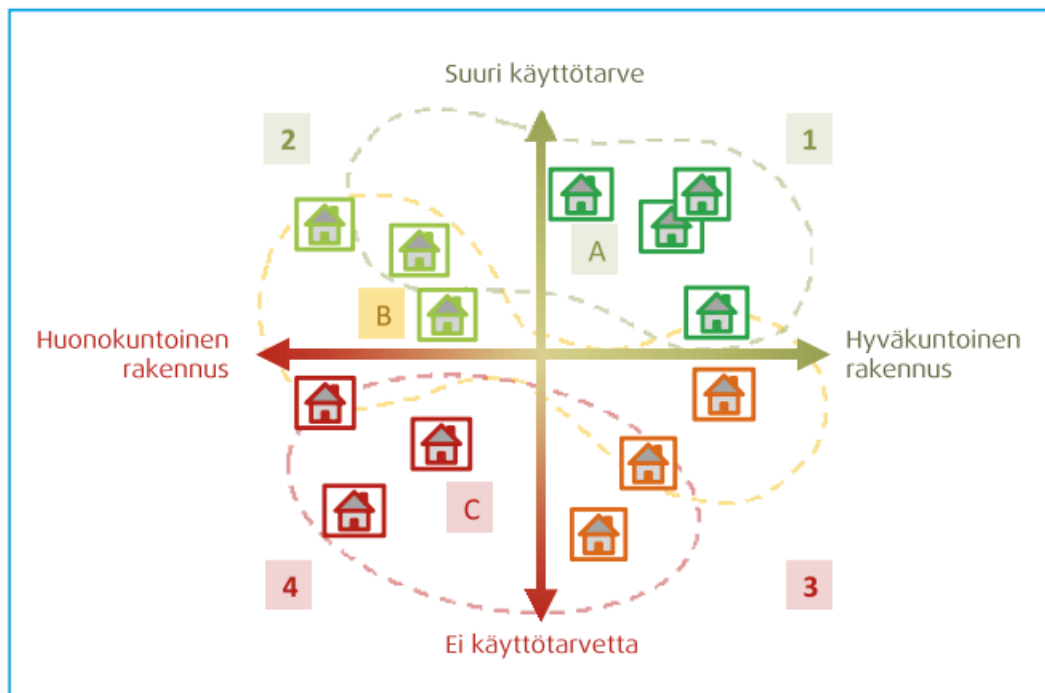 Suuri käyttötarve
2
1
A
B
Huonokuntoinen
rakennus
Hyväkuntoinen
rakennus
C
4
3
Ei käyttötarvetta